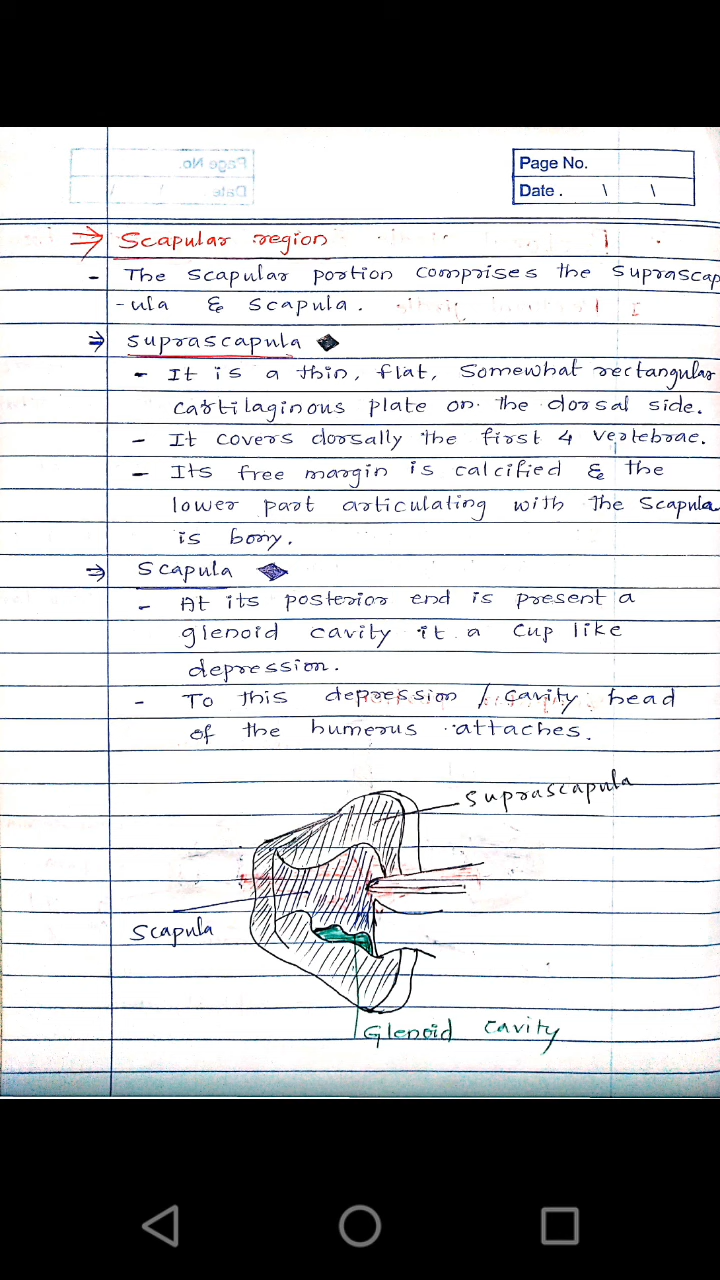 Page No.
Date. \ \
⇒ Scapular region
- The scapular portion comprises the suprascap
-ula & scapula.
⇒ suprascapula
- It is a thin, flat, somewhat rectangular
cartilaginous plate on the dorsal side.
- It covers dorsally the first 4 vertebrae.
- Its free margin is calcified & the
lower part articulating with the scapula
is bony.
⇒ Scapula
- At its posterior end is present a
glenoid cavity it a cup like
depression.
- To this depression / cavity head
of the humerus attaches.
suprascapula
Scapula
Glenoid cavity